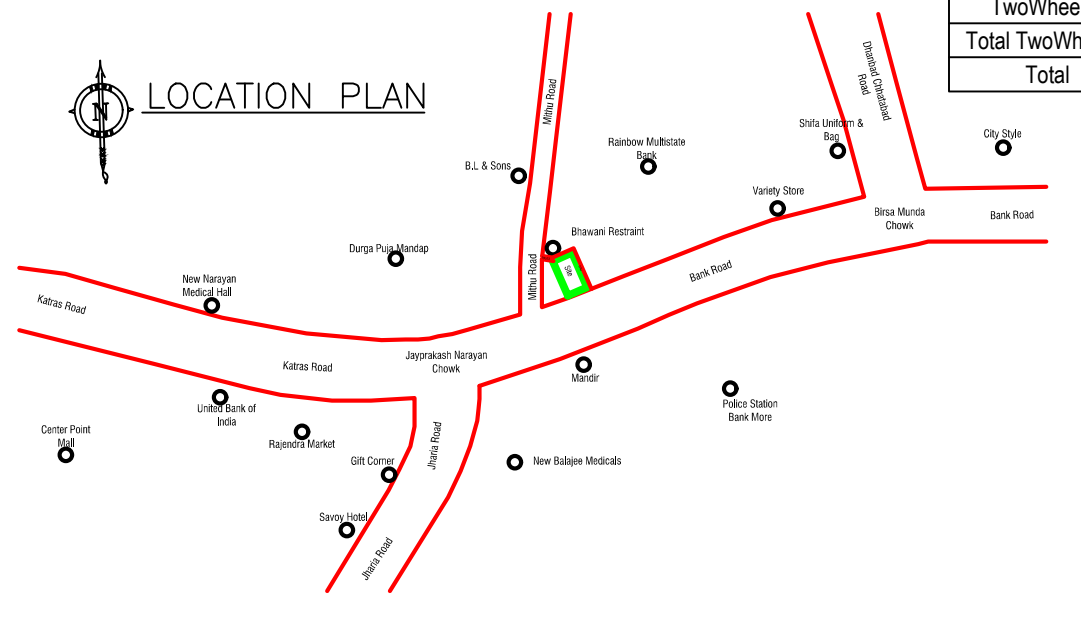 TwoWhee
Total TwoWh
Total
N
LOCATION PLAN
Mithu Road
Dhanbad Chhatabad
Road
Shifa Uniform &
Bag
City Style
Rainbow Multistate
Bank
B.L & Sons
Variety Store
Birsa Munda
Chowk
Bank Road
Bhawani Restraint
Durga Puja Mandap
Mithu Road
Site
Bank Road
New Narayan
Medical Hall
Katras Road
Jayprakash Narayan
Chowk
Katras Road
Mandir
United Bank of
India
Police Station
Bank More
Center Point
Mall
Rajendra Market
Jharia Road
Gift Corner
New Balajee Medicals
Savoy Hotel
Jharia Road